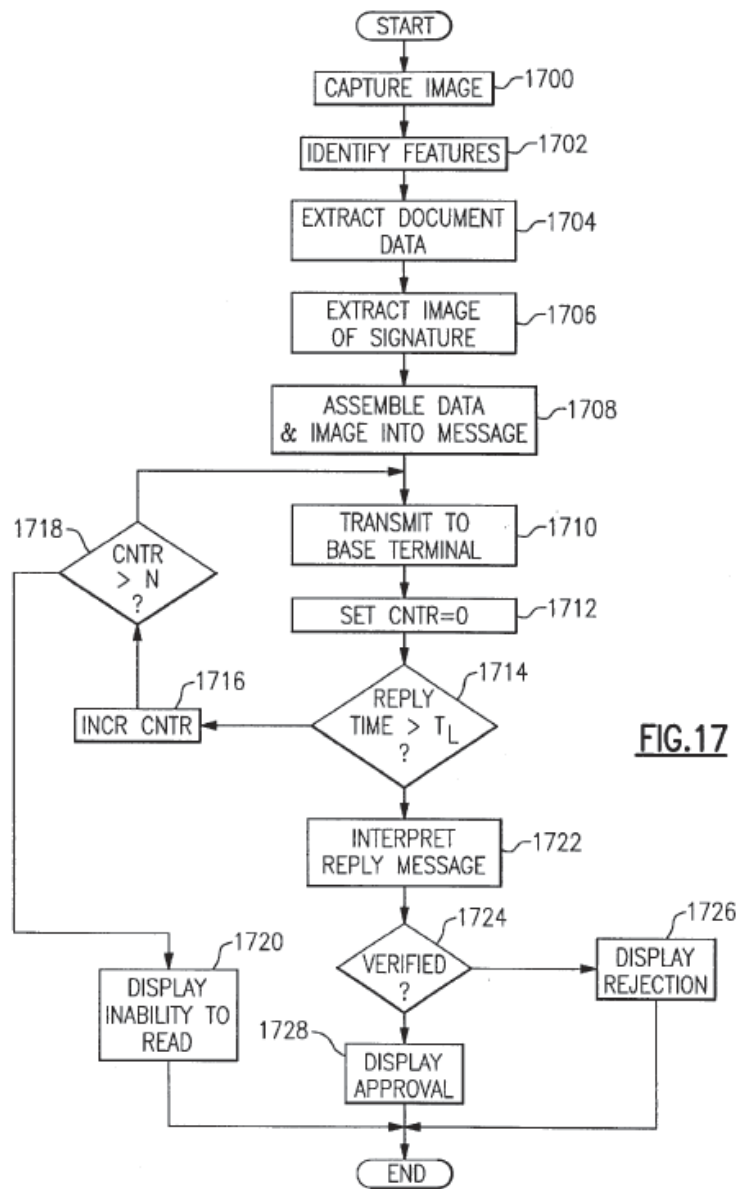 START
CAPTURE IMAGE
1700
IDENTIFY FEATURES
1702
EXTRACT DOCUMENT
DATA
1704
EXTRACT IMAGE
OF SIGNATURE
1706
ASSEMBLE DATA
& IMAGE INTO MESSAGE
1708
1718
CNTR
> N
?
TRANSMIT TO
BASE TERMINAL
1710
SET CNTR=0
1712
1716
INCR CNTR
1714
REPLY
TIME > TL
?
FIG.17
INTERPRET
REPLY MESSAGE
1722
1724
VERIFIED
?
1726
DISPLAY
REJECTION
1720
DISPLAY
INABILITY TO
READ
1728
DISPLAY
APPROVAL
END